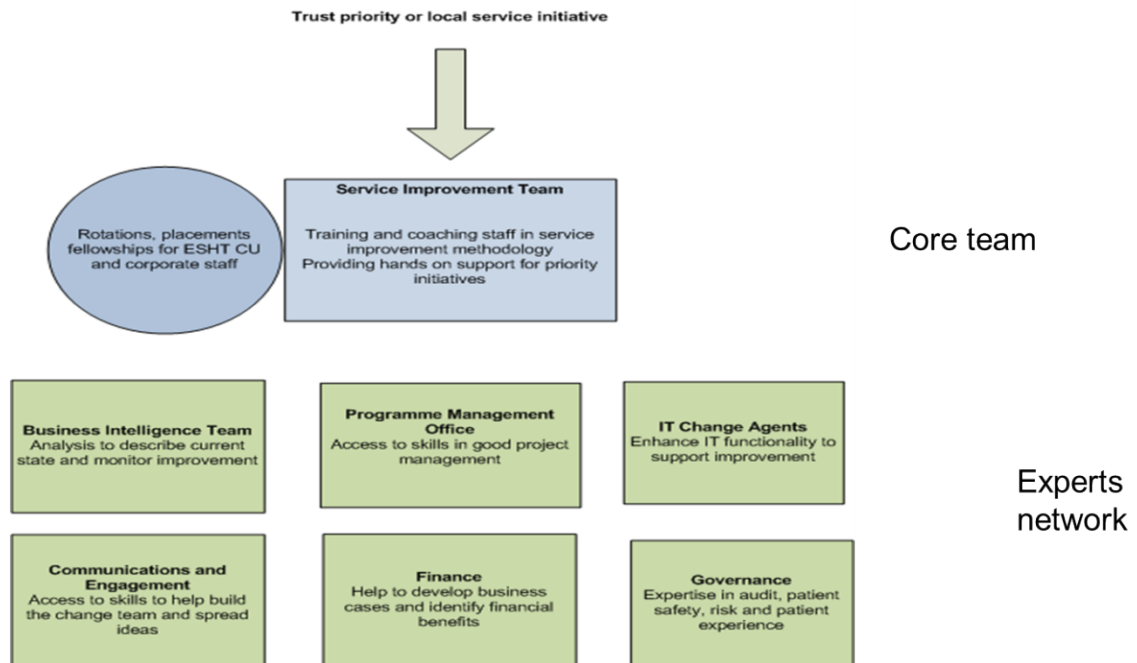 Trust priority or local service initiative
Service Improvement Team
Rotations, placements
fellowships for ESHT CU
and corporate staff
Training and coaching staff in service
improvement methodology
Providing hands on support for priority
initiatives
Core team
Business Intelligence Team
Analysis to describe current
state and monitor improvement
Programme Management
Office
Access to skills in good project
management
IT Change Agents
Enhance IT functionality to
support improvement
Experts
network
Communications and
Engagement
Access to skills to help build
the change team and spread
ideas
Finance
Help to develop business
cases and identify financial
benefits
Governance
Expertise in audit, patient
safety, risk and patient
experience